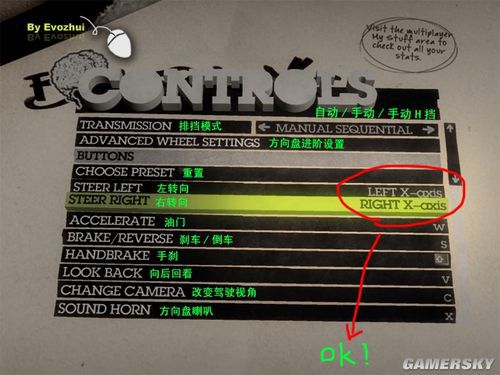 By Evozhui
By Evozhui
Visit the multiplayer
My Stuff area to
check out all your
stats.
CONTROLS
自动/手动/手动H挡
TRANSMISSION 排挡模式 MANUAL SEQUENTIAL
ADVANCED WHEEL SETTINGS 方向盘进阶设置
BUTTONS
CHOOSE PRESET 重置
STEER LEFT 左转向 LEFT X-axis
STEER RIGHT 右转向 RIGHT X-axis
ACCELERATE 油门 W
BRAKE/REVERSE 刹车/倒车 S
HANDBRAKE 手刹
LOOK BACK 向后回看 V
CHANGE CAMERA 改变驾驶视角 C
SOUND HORN 方向盘喇叭 X
ok!
GAMERSKY